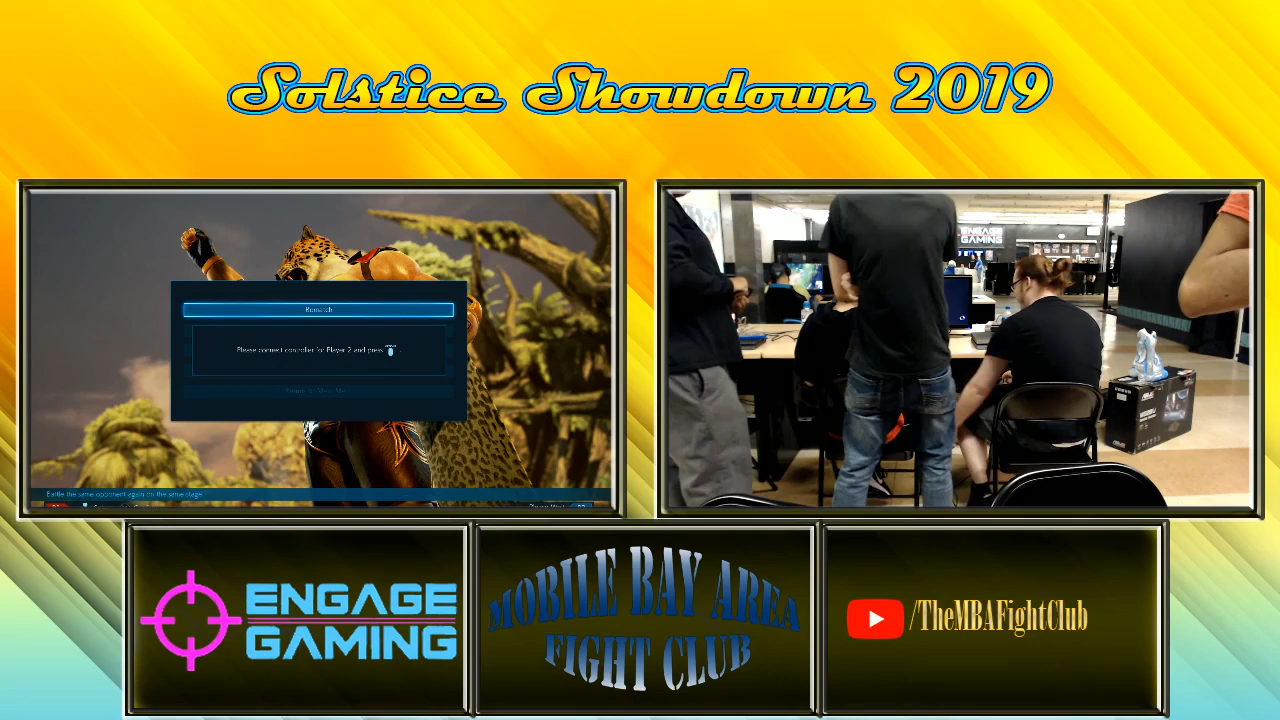 Solstice Showdown 2019
Rematch
Please connect controller for Player 2 and press
Battle the same opponent again on the same stage.
ENGAGE
GAMING
ASUS
ENGAGE
GAMING
MOBILE BAY AREA
FIGHT CLUB
/TheMBAFightClub